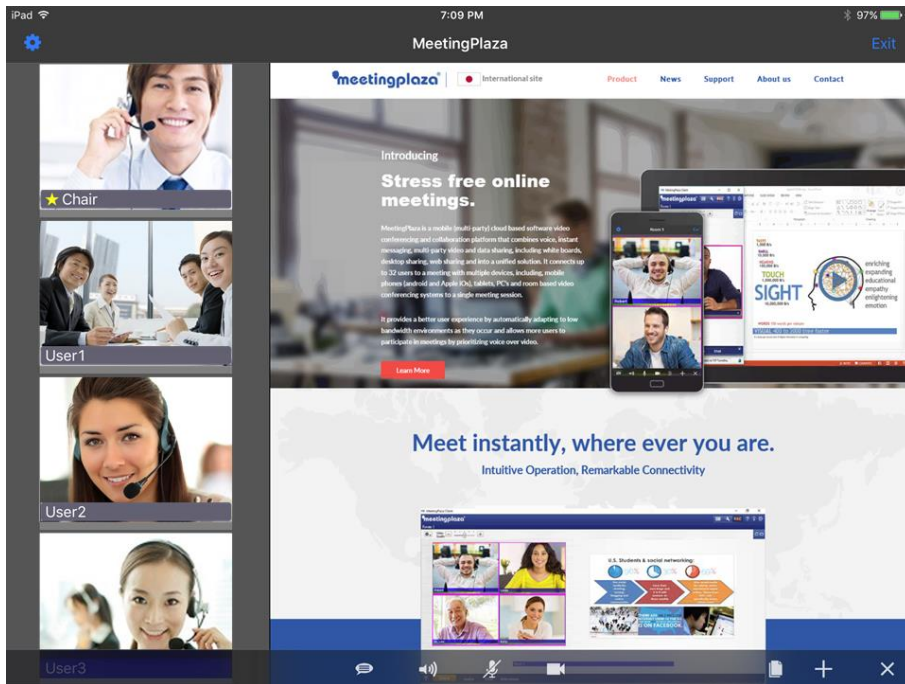 iPad
7:09 PM
97%
MeetingPlaza
Exit
meetingplaza®
International site
Product
News
Support
About us
Contact
Chair
User1
User2
User3
Introducing
Stress free online
meetings.
MeetingPlaza is a mobile (multi-party) cloud based software video
conferencing and collaboration platform that combines voice, instant
messaging, multi-party video and data sharing, including white boards,
desktop sharing, web sharing and into a unified solution. It connects up
to 32 users to a meeting with multiple devices, including, mobile
phones (android and Apple IOs), tablets, PC's and room based video
conferencing systems to a single meeting session.
It provides a better user experience by automatically adapting to low
bandwidth environments as they occur and allows more users to
participate in meetings by prioritizing voice over video.
Learn More
meetingplaza
TOUCH
SIGHT
enriching
expanding
educational
empathy
enlightening
emotion
Meet instantly, where ever you are.
Intuitive Operation, Remarkable Connectivity
meetingplaza
U.S. Students & social networking: